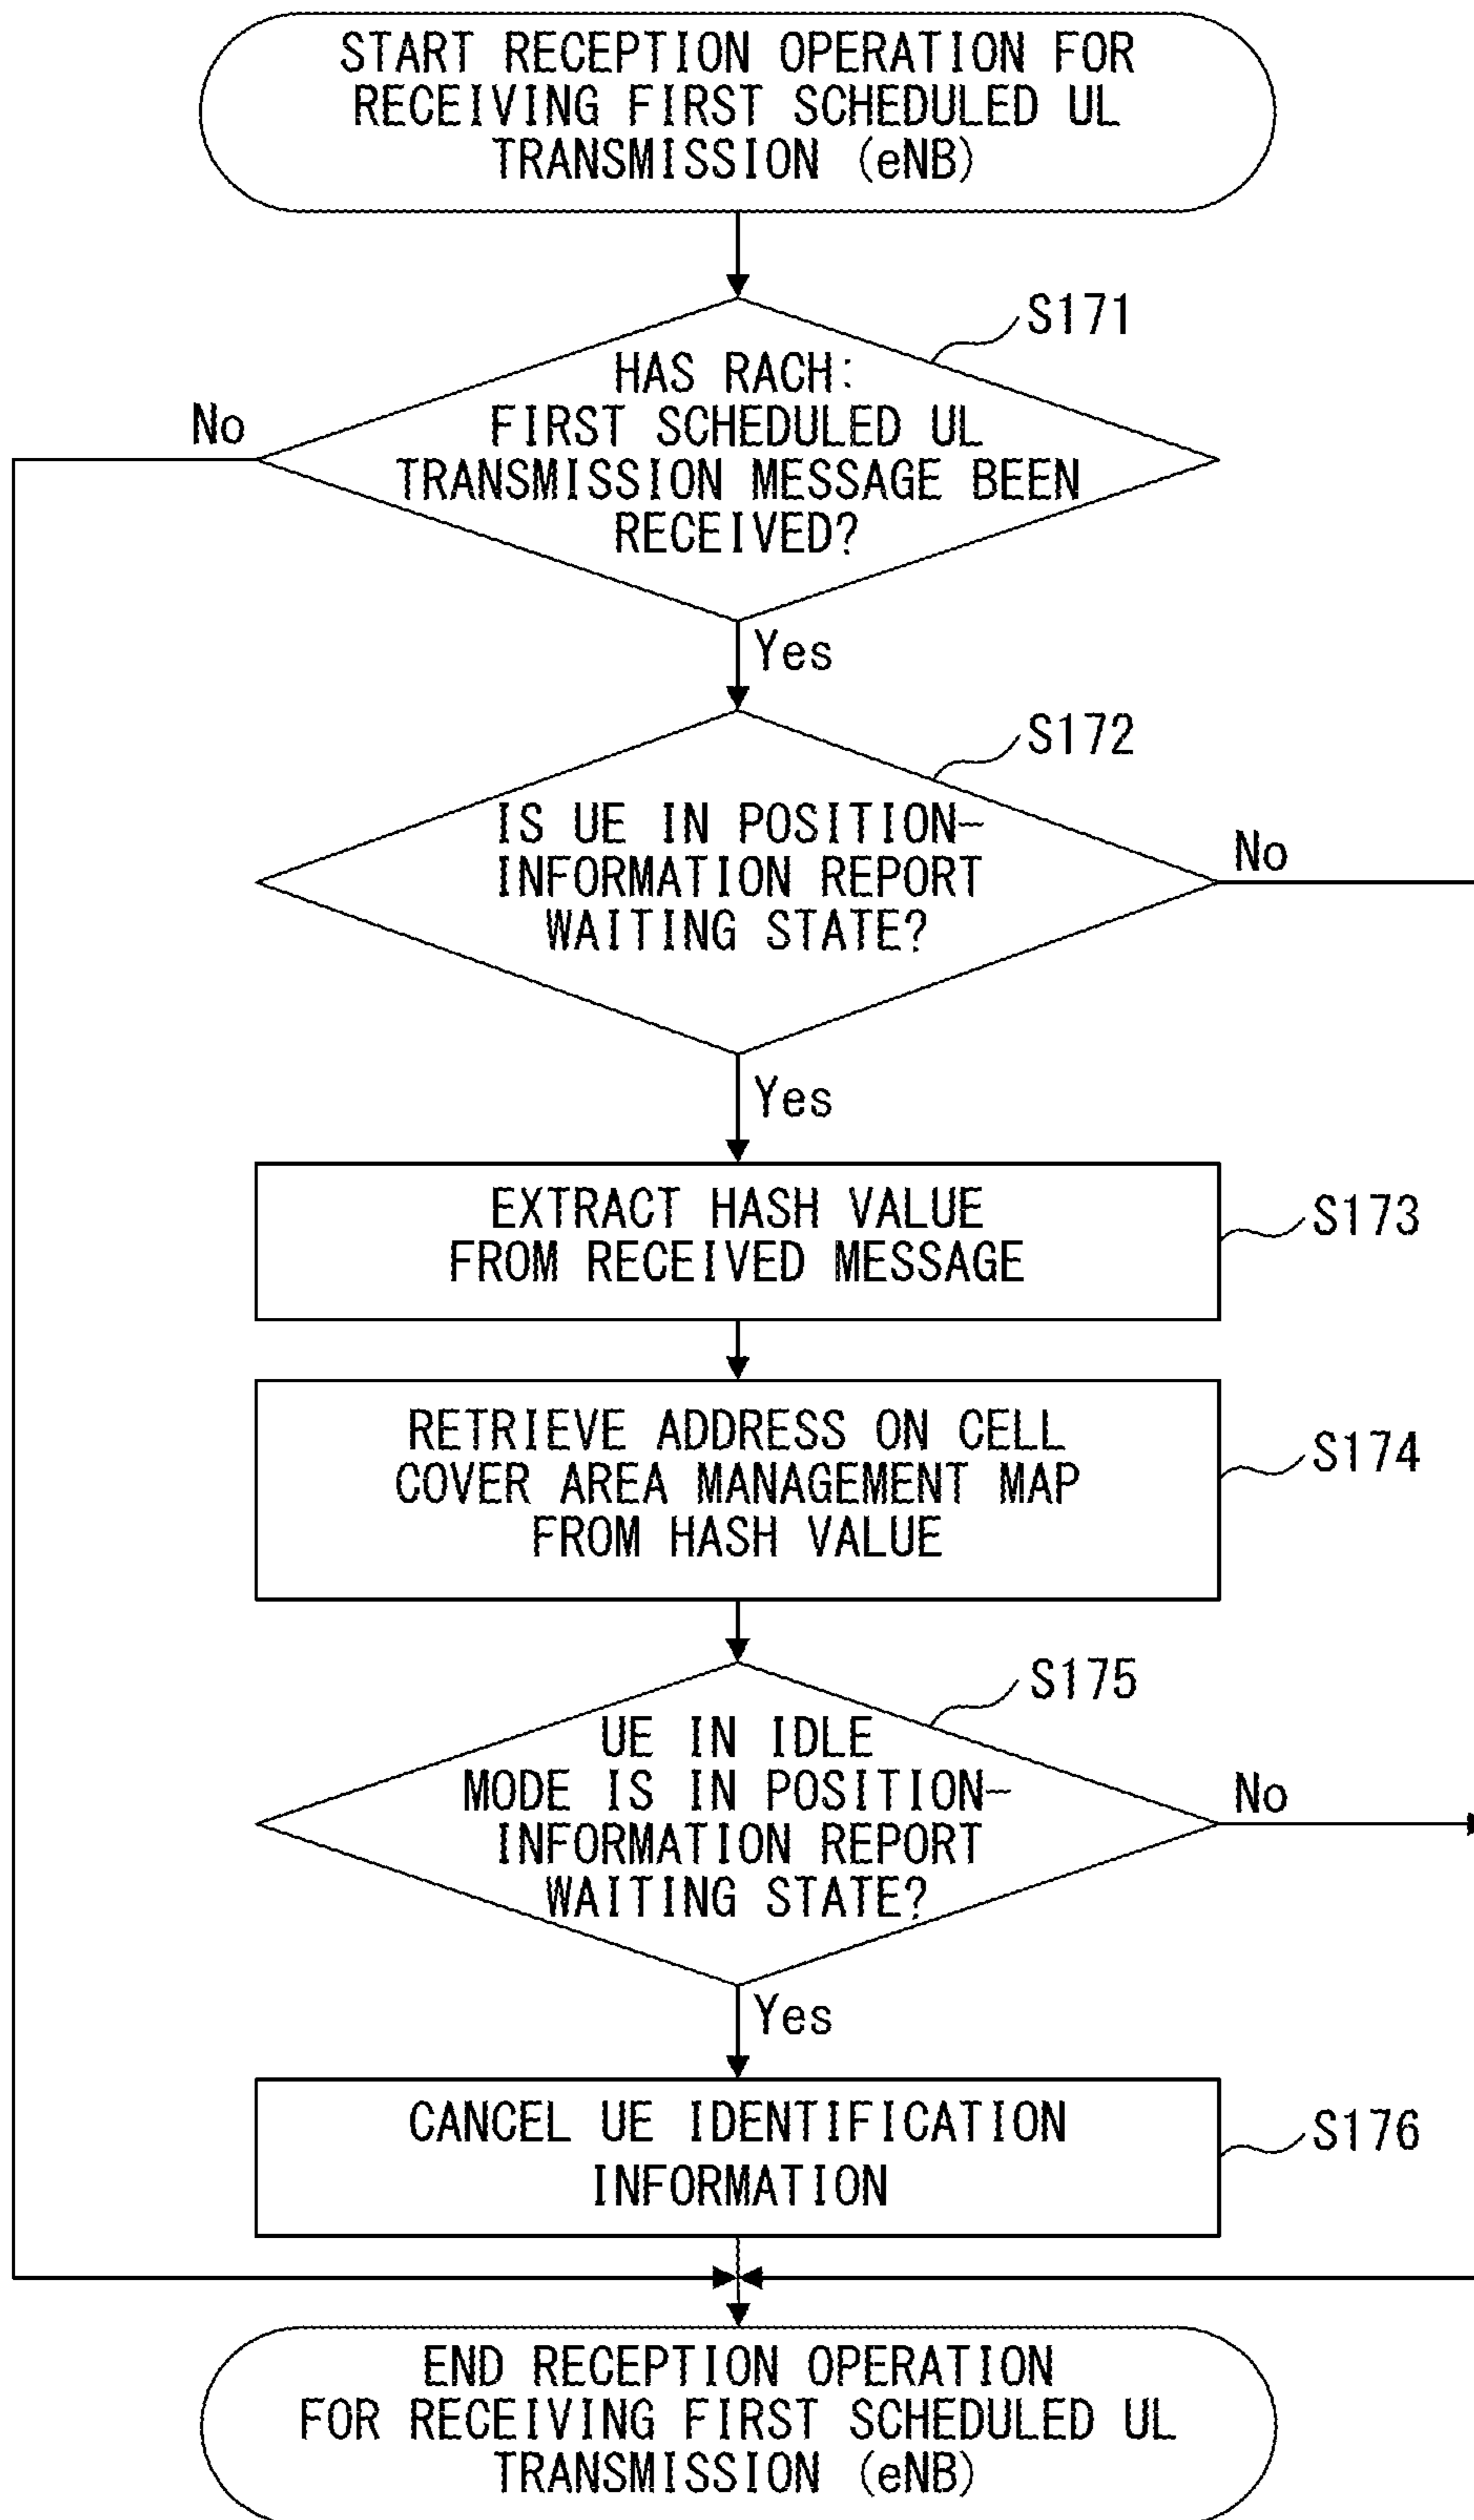 START RECEPTION OPERATION FOR
RECEIVING FIRST SCHEDULED UL
TRANSMISSION (eNB)
S171
HAS RACH:
FIRST SCHEDULED UL
TRANSMISSION MESSAGE BEEN
RECEIVED?
No
Yes
S172
IS UE IN POSITION-
INFORMATION REPORT
WAITING STATE?
No
Yes
EXTRACT HASH VALUE
FROM RECEIVED MESSAGE
S173
RETRIEVE ADDRESS ON CELL
COVER AREA MANAGEMENT MAP
FROM HASH VALUE
S174
S175
UE IN IDLE
MODE IS IN POSITION-
INFORMATION REPORT
WAITING STATE?
No
Yes
CANCEL UE IDENTIFICATION
INFORMATION
S176
END RECEPTION OPERATION
FOR RECEIVING FIRST SCHEDULED UL
TRANSMISSION (eNB)